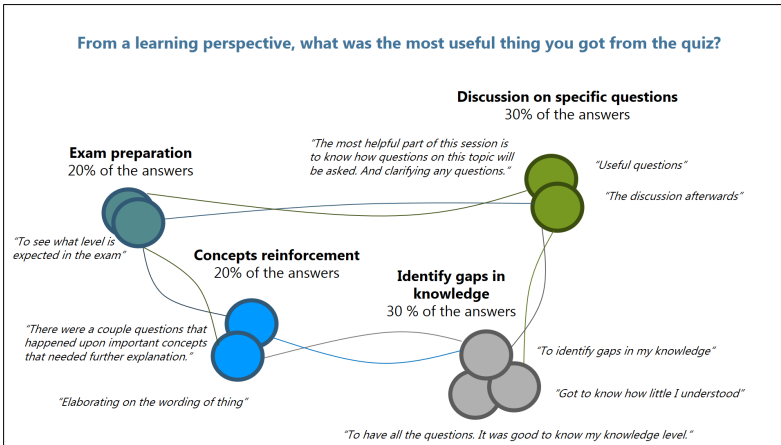 From a learning perspective, what was the most useful thing you got from the quiz?
Discussion on specific questions
30% of the answers
"The most helpful part of this session is
to know how questions on this topic will
be asked. And clarifying any questions."
"Useful questions"
"The discussion afterwards"
Exam preparation
20% of the answers
"To see what level is
expected in the exam"
Concepts reinforcement
20% of the answers
"There were a couple questions that
happened upon important concepts
that needed further explanation."
"Elaborating on the wording of thing"
Identify gaps in
knowledge
30 % of the answers
"To identify gaps in my knowledge"
"Got to know how little I understood"
"To have all the questions. It was good to know my knowledge level."